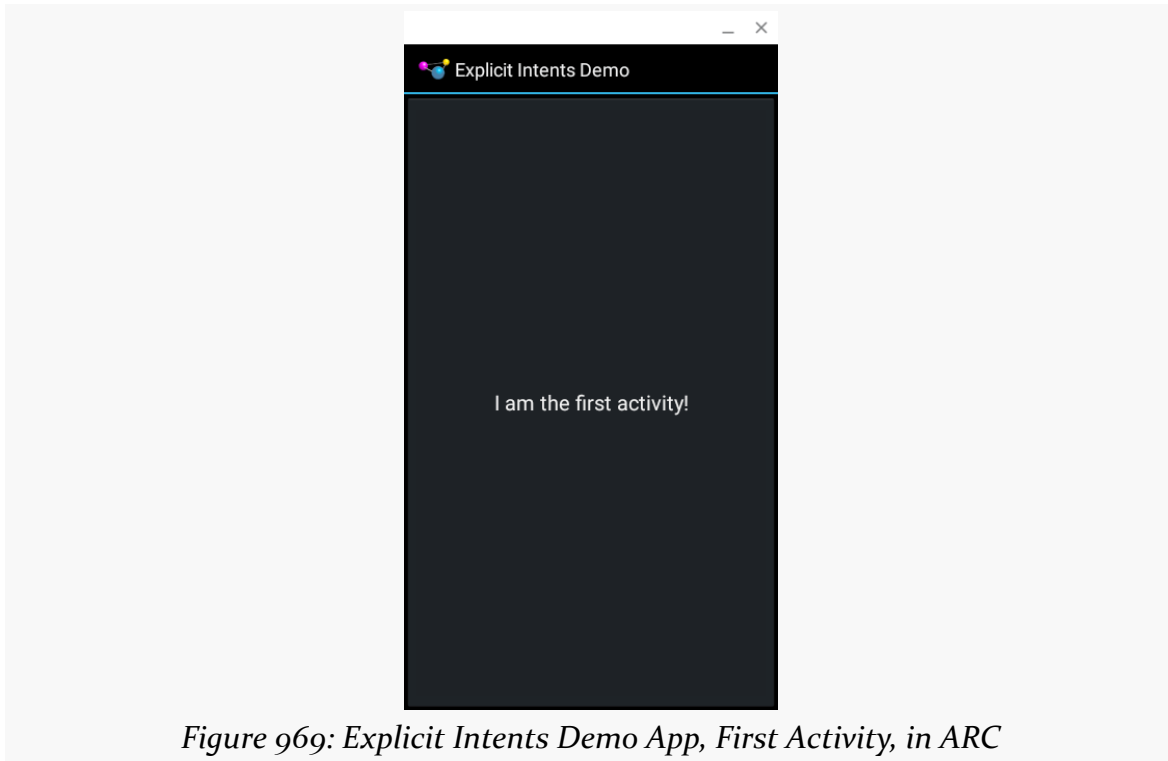 Explicit Intents Demo
I am the first activity!
Figure 969: Explicit Intents Demo App, First Activity, in ARC